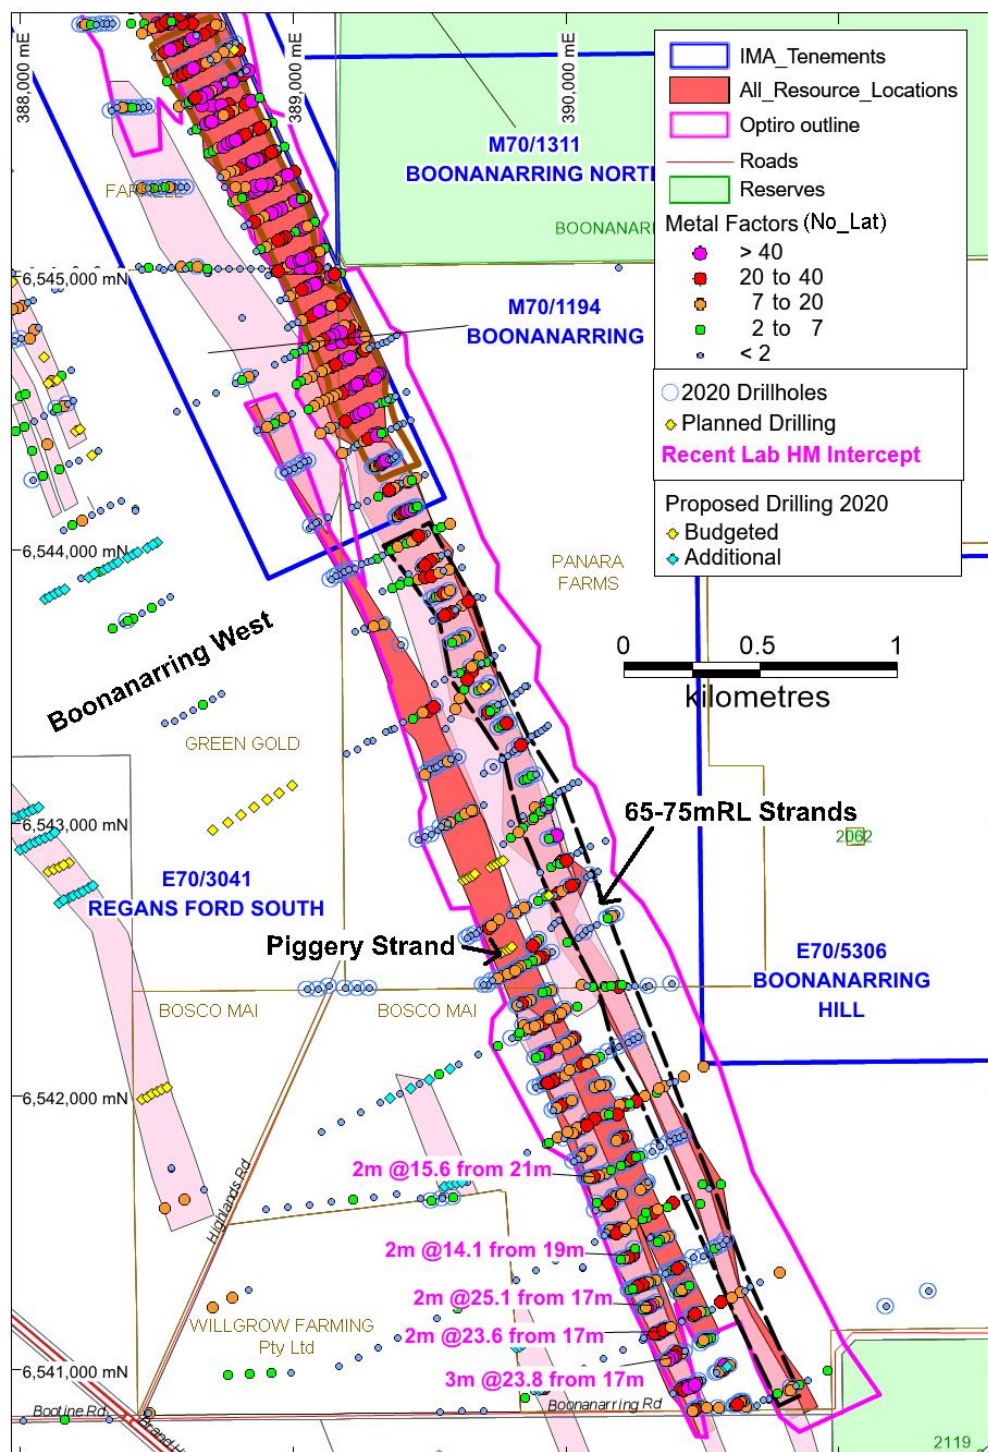 388,000 mE
389,000 mE
390,000 mE
IMA_Tenements
All_Resource_Locations
Optiro outline
Roads
Reserves
Metal Factors (No_Lat)
> 40
20 to 40
7 to 20
2 to 7
< 2
2020 Drillholes
Planned Drilling
Recent Lab HM Intercept
Proposed Drilling 2020
Budgeted
Additional
M70/1311
BOONANARRING NORT
BOONANAR
6,545,000 mN
M70/1194
BOONANARRING
6,544,000 mN
PANARA
FARMS
0 0.5 1
kilometres
Boonanarring West
GREEN GOLD
65-75mRL Strands
6,543,000 mN
2062
E70/3041
REGANS FORD SOUTH
Piggery Strand
E70/5306
BOONANARRING
HILL
BOSCO MAI
BOSCO MAI
6,542,000 mN
2m @15.6 from 21m
Highlands Rd
2m @14.1 from 19m
2m @25.1 from 17m
WILLGROW FARMING
Pty Ltd
2m @23.6 from 17m
3m @23.8 from 17m
6,541,000 mN
Bootine Rd
Boonanarring Rd
2119